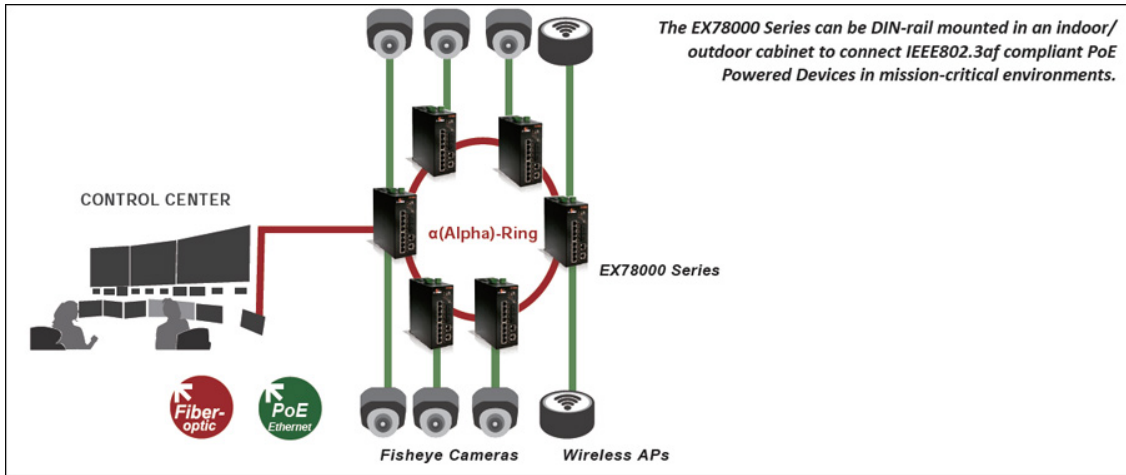 The EX78000 Series can be DIN-rail mounted in an indoor/
outdoor cabinet to connect IEEE802.3af compliant PoE
Powered Devices in mission-critical environments.
CONTROL CENTER
α(Alpha)-Ring
EX78000 Series
Fiber-
optic
PoE
Ethernet
Fisheye Cameras
Wireless APs